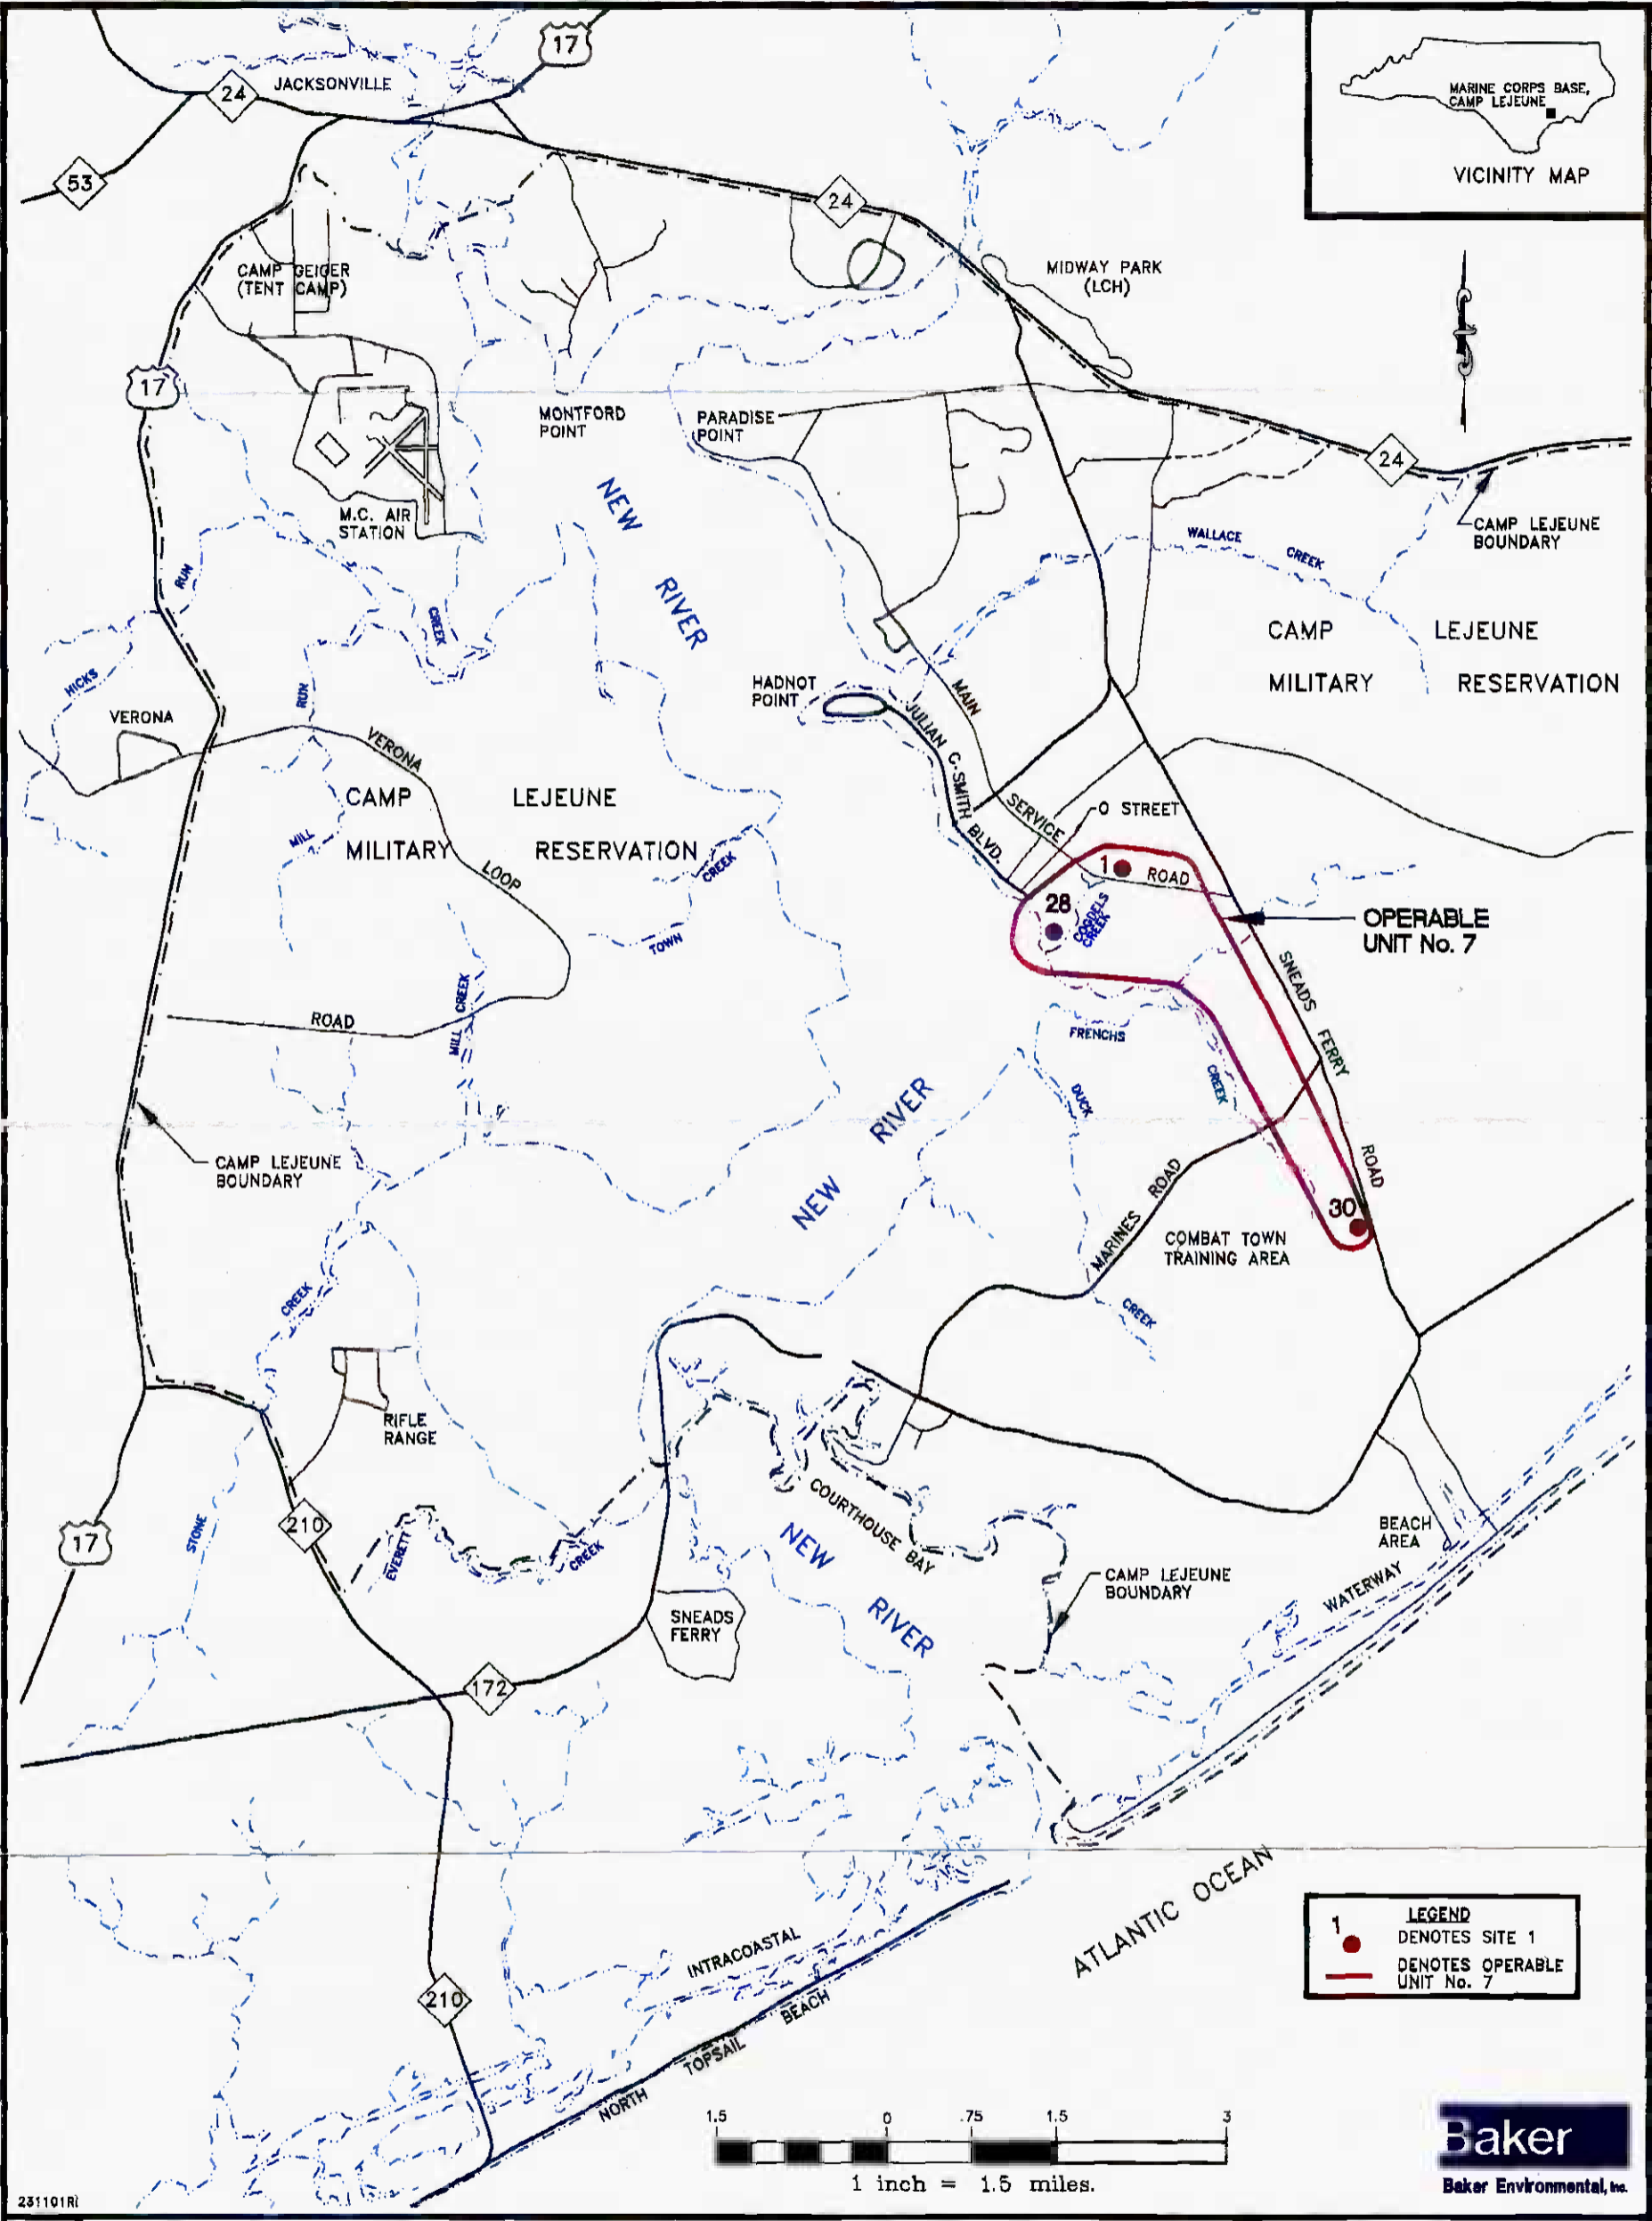 17
JACKSONVILLE
24
53
MARINE CORPS BASE,
CAMP LEJEUNE
VICINITY MAP
24
CAMP GEIGER
(TENT CAMP)
MIDWAY PARK
(LCH)
17
MONTFORD
POINT
PARADISE
POINT
24
M.C. AIR
STATION
NEW
RIVER
CAMP LEJEUNE
BOUNDARY
WALLACE
CREEK
RUN
HICKS
CREEK
RUN
CAMP LEJEUNE
MILITARY RESERVATION
HADNOT
POINT
MAIN
JULIAN C. SMITH BLVD.
VERONA
VERONA
CAMP LEJEUNE
MILITARY RESERVATION
MILL
LOOP
CREEK
TOWN
SERVICE
O STREET
1
ROAD
28
COGDELS
CREEK
OPERABLE
UNIT No. 7
SNEADS
FERRY
ROAD
MILL CREEK
ROAD
FRENCHS
CREEK
DUCK
NEW
RIVER
CAMP LEJEUNE
BOUNDARY
MARINES
ROAD
30
COMBAT TOWN
TRAINING AREA
CREEK
CREEK
RIFLE
RANGE
210
17
STONE
EVERETT
CREEK
COURTHOUSE BAY
NEW
RIVER
BEACH
AREA
CAMP LEJEUNE
BOUNDARY
WATERWAY
SNEADS
FERRY
172
ATLANTIC OCEAN
INTRACOASTAL
210
NORTH
TOPSAIL
BEACH
LEGEND
1
DENOTES SITE 1
DENOTES OPERABLE
UNIT No. 7
1.5 0 .75 1.5 3
1 inch = 1.5 miles.
Baker
Baker Environmental, Inc.
231101RI